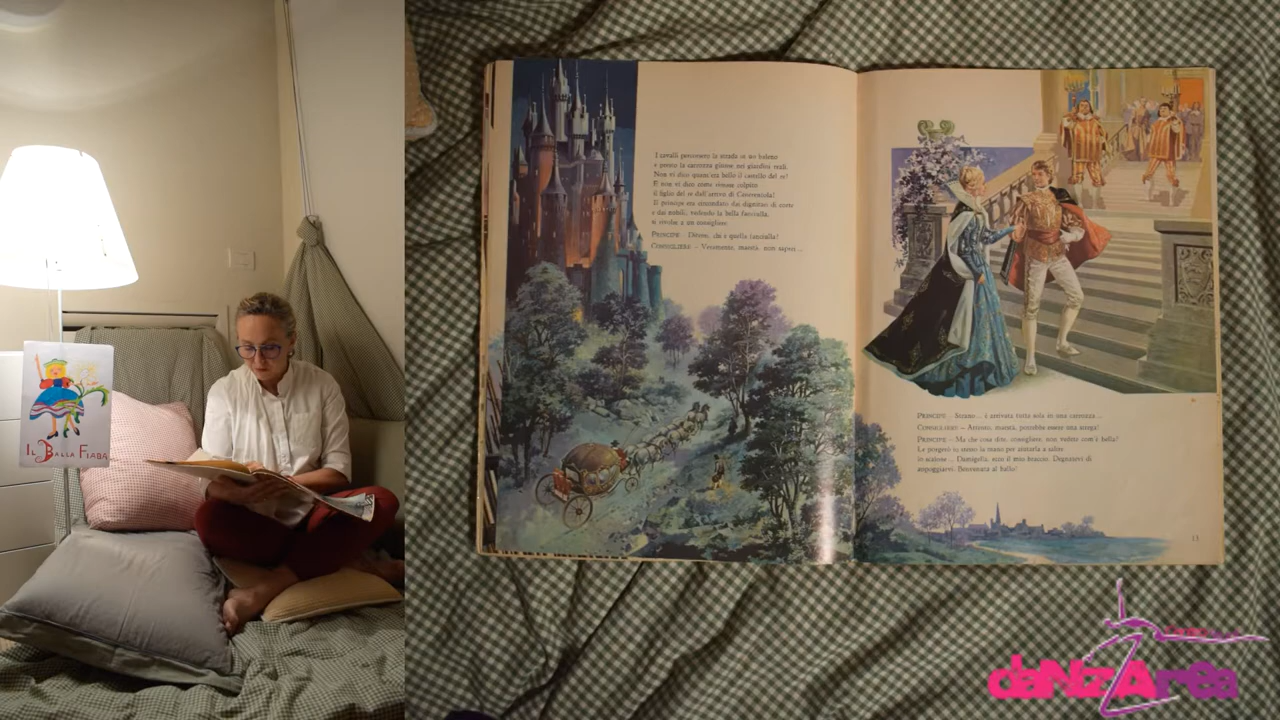 IL BALLA FIABA
I cavalli percorsero la strada in un baleno
e presto la carrozza giunse nei giardini reali.
Non vi dico quant'era bello il castello del re!
E non vi dico come rimase colpito
il figlio del re dall'arrivo di Cenerentola!
Il principe era circondato dai dignitari di corte
e dai nobili, vedendo la bella fanciulla,
si rivolse a un consigliere.
PRINCIPE - Ditemi, chi è quella fanciulla?
CONSIGLIERE - Veramente, maestà, non saprei...
PRINCIPE - Strano... è arrivata tutta sola in una carrozza...
CONSIGLIERE - Attento, maestà, potrebbe essere una strega!
PRINCIPE - Ma che cosa dite, consigliere, non vedete com'è bella?
Le porgerò io stesso la mano per aiutarla a salire
lo scalone... Damigella, ecco il mio braccio. Degnatevi di
appoggiarvi. Benvenuta al ballo!
13
danzArea